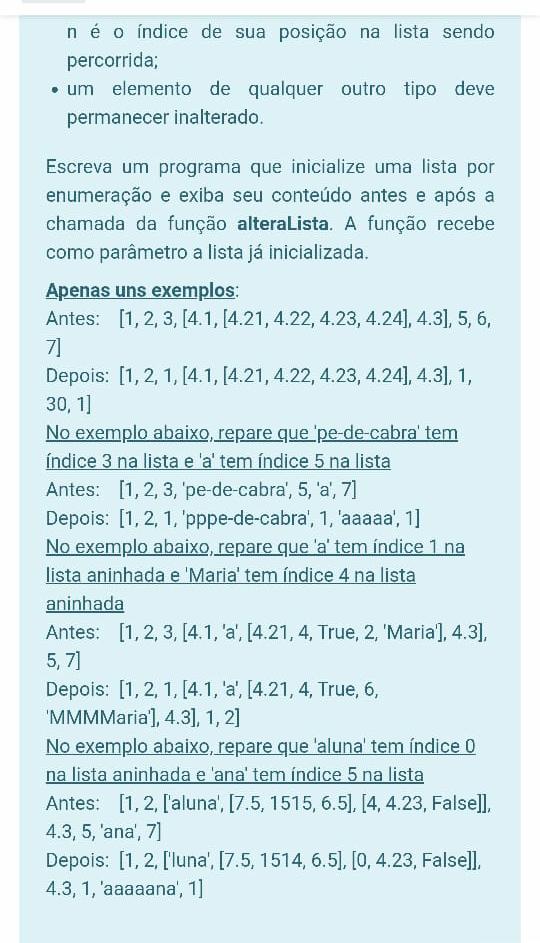 n é o índice de sua posição na lista sendo
percorrida;
• um elemento de qualquer outro tipo deve
permanecer inalterado.
Escreva um programa que inicialize uma lista por
enumeração e exiba seu conteúdo antes e após a
chamada da função alteraLista. A função recebe
como parâmetro a lista já inicializada.
Apenas uns exemplos:
Antes: [1, 2, 3, [4.1, [4.21, 4.22, 4.23, 4.24], 4.3], 5, 6,
7]
Depois: [1, 2, 1, [4.1, [4.21, 4.22, 4.23, 4.24], 4.3], 1,
30, 1]
No exemplo abaixo, repare que 'pe-de-cabra' tem
índice 3 na lista e 'a' tem índice 5 na lista
Antes: [1, 2, 3, 'pe-de-cabra', 5, 'a', 7]
Depois: [1, 2, 1, 'pppe-de-cabra', 1, 'aaaaa', 1]
No exemplo abaixo, repare que 'a' tem índice 1 na
lista aninhada e 'Maria' tem índice 4 na lista
aninhada
Antes: [1, 2, 3, [4.1, 'a', [4.21, 4, True, 2, 'Maria'], 4.3],
5, 7]
Depois: [1, 2, 1, [4.1, 'a', [4.21, 4, True, 6,
'MMMMaria'], 4.3], 1, 2]
No exemplo abaixo, repare que 'aluna' tem índice 0
na lista aninhada e 'ana' tem índice 5 na lista
Antes: [1, 2, ['aluna', [7.5, 1515, 6.5], [4, 4.23, False]],
4.3, 5, 'ana', 7]
Depois: [1, 2, ['luna', [7.5, 1514, 6.5], [0, 4.23, False]],
4.3, 1, 'aaaaana', 1]